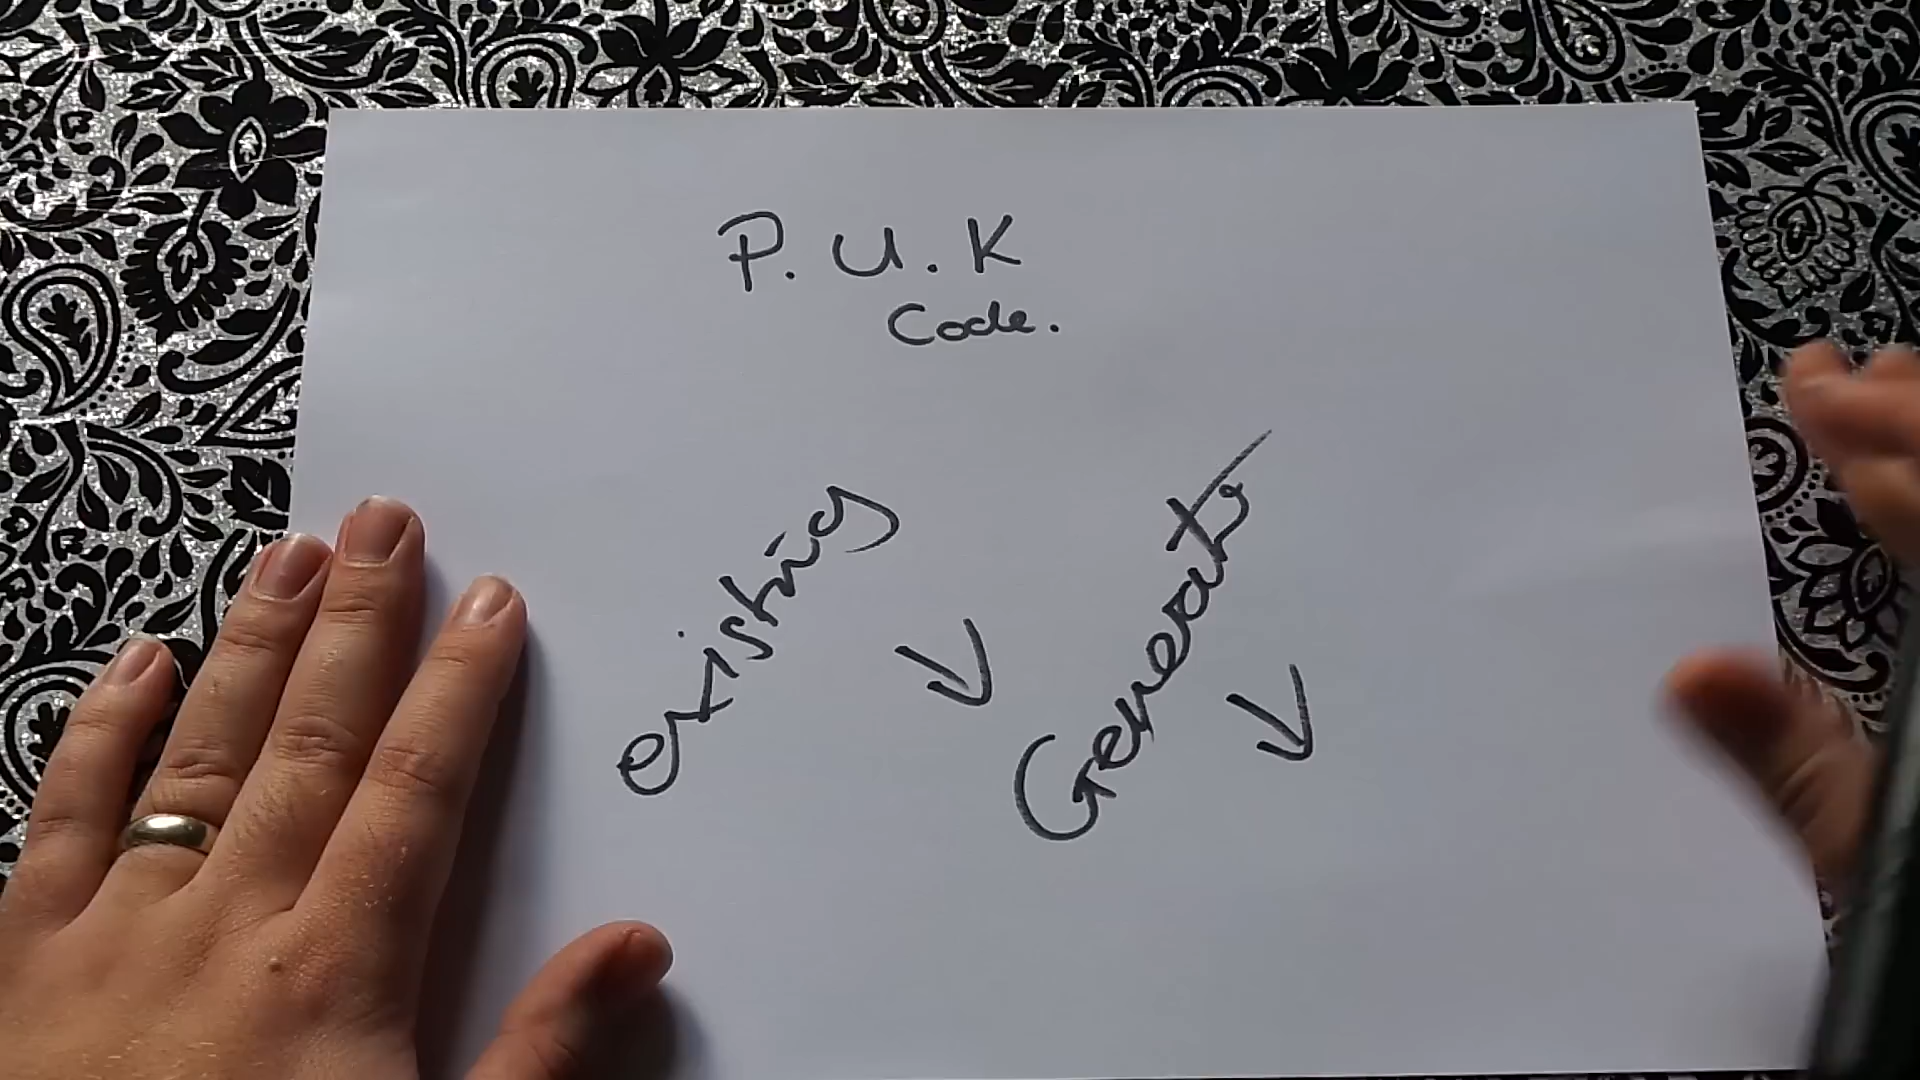 P. U. K
Code.
existing
Generate